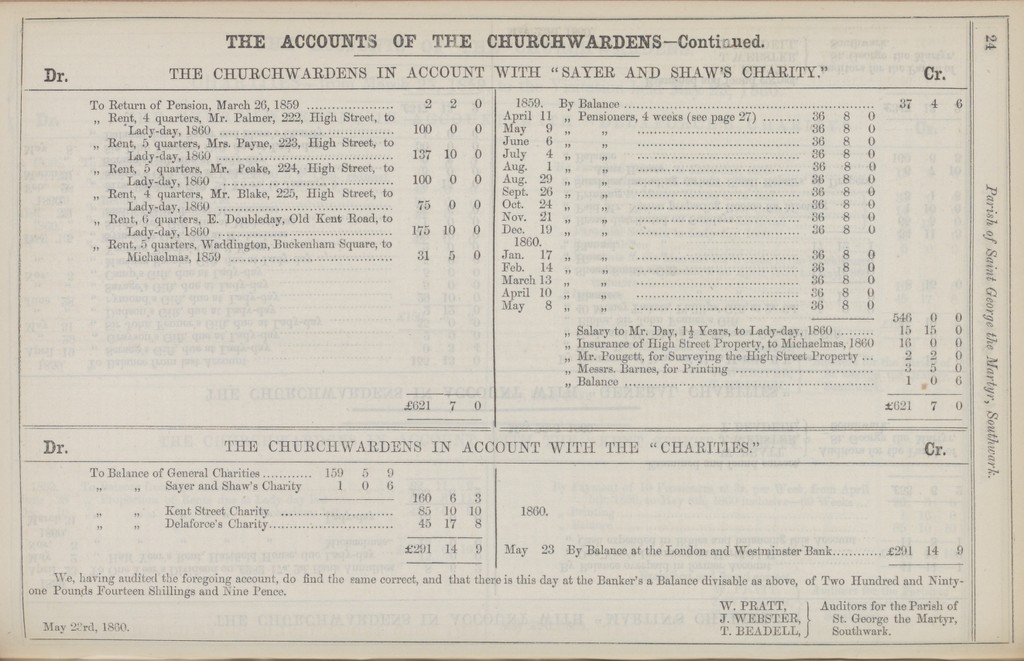 THE ACCOUNTS OF THE CHURCHWARDENS—Continued.
Dr. THE CHURCHWARDENS IN ACCOUNT WITH "SAYER AND SHAW'S CHARITY." Cr.
To Return of Pension, March 26, 1859 ..................... 2 2 0
„ Rent, 4 quarters, Mr. Palmer, 222, High Street, to
Lady-day, 1860 ..................... 100 0 0
„ Rent, 5 quarters, Mrs. Payne, 223, High Street, to
Lady-day, 1860 ..................... 137 10 0
„ Rent, 5 quarters, Mr. Peake, 224, High Street, to
Lady-day, 1860 ..................... 100 0 0
„ Rent, 4 quarters, Mr. Blake, 225, High Street, to
Lady-day, 1860 ..................... 75 0 0
„ Rent, 6 quarters, E. Doubleday, Old Kent Road, to
Lady-day, 1860 ..................... 175 10 0
„ Rent, 5 quarters, Waddington, Buckenham Square, to
Michaelmas, 1859 ..................... 31 5 0
£621 7 0
1859. By Balance ..................... 37 4 6
April 11 „ Pensioners, 4 weeks (see page 27) ......... 36 8 0
May 9 „ „ ..................... 36 8 0
June 6 „ „ ..................... 36 8 0
July 4 „ „ ..................... 36 8 0
Aug. 1 „ „ ..................... 36 8 0
Aug. 29 „ „ ..................... 36 8 0
Sept. 26 „ „ ..................... 36 8 0
Oct. 24 „ „ ..................... 36 8 0
Nov. 21 „ „ ..................... 36 8 0
Dec. 19 „ „ ..................... 36 8 0
1860.
Jan. 17 „ „ ..................... 36 8 0
Feb. 14 „ „ ..................... 36 8 0
March 13 „ „ ..................... 36 8 0
April 10 „ „ ..................... 36 8 0
May 8 „ „ ..................... 36 8 0
546 0 0
„ Salary to Mr. Day, 1½ Years, to Lady-day, 1860 ......... 15 15 0
„ Insurance of High Street Property, to Michaelmas, 1860 16 0 0
„ Mr. Pougett, for Surveying the High Street Property ... 2 2 0
„ Messrs. Barnes, for Printing ..................... 3 5 0
„ Balance ..................... 1 0 6
£621 7 0
Dr. THE CHURCHWARDENS IN ACCOUNT WITH THE "CHARITIES." Cr.
To Balance of General Charities ............ 159 5 9
„ „ Sayer and Shaw's Charity 1 0 6
160 6 3
„ „ Kent Street Charity ..................... 85 10 10
„ „ Delaforce's Charity ..................... 45 17 8
£291 14 9
1860.
May 23 By Balance at the London and Westminster Bank............ £291 14 9
We, having audited the foregoing account, do find the same correct, and that there is this day at the Banker's a Balance divisable as above, of Two Hundred and Ninety-
one Pounds Fourteen Shillings and Nine Pence.
W. PRATT,
J. WEBSTER,
T. BEADELL,
Auditors for the Parish of
St. George the Martyr,
Southwark.
May 23rd, 1860.
24
Parish of Saint George the Martyr, Southwark.